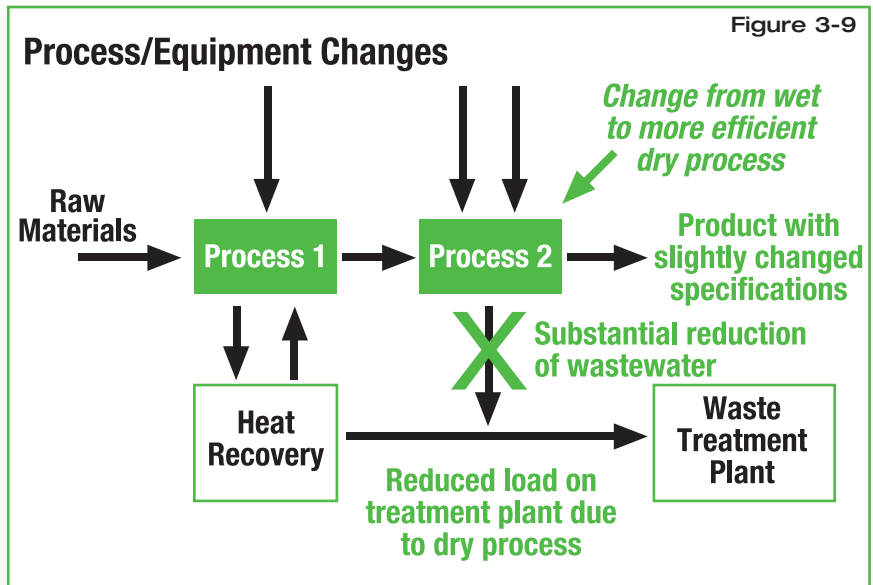 Figure 3-9
Process/Equipment Changes
Change from wet
to more efficient
dry process
Raw
Materials
Process 1
Process 2
Product with
slightly changed
specifications
Substantial reduction
of wastewater
Heat
Recovery
Waste
Treatment
Plant
Reduced load on
treatment plant due
to dry process